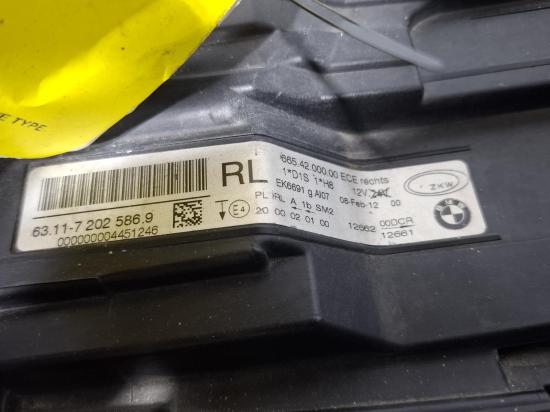 TYPE
RL
665.42.000.00 ECE rechts
1*D1S 1*H8 12V
EK6691 g AI07 08-Feb-12 00
ZKW
BMW
PL RL A 1b SM2
E4 20 00 02 01 00
12662 00DCR
12661
63.11-7 202 586.9
000000004451246